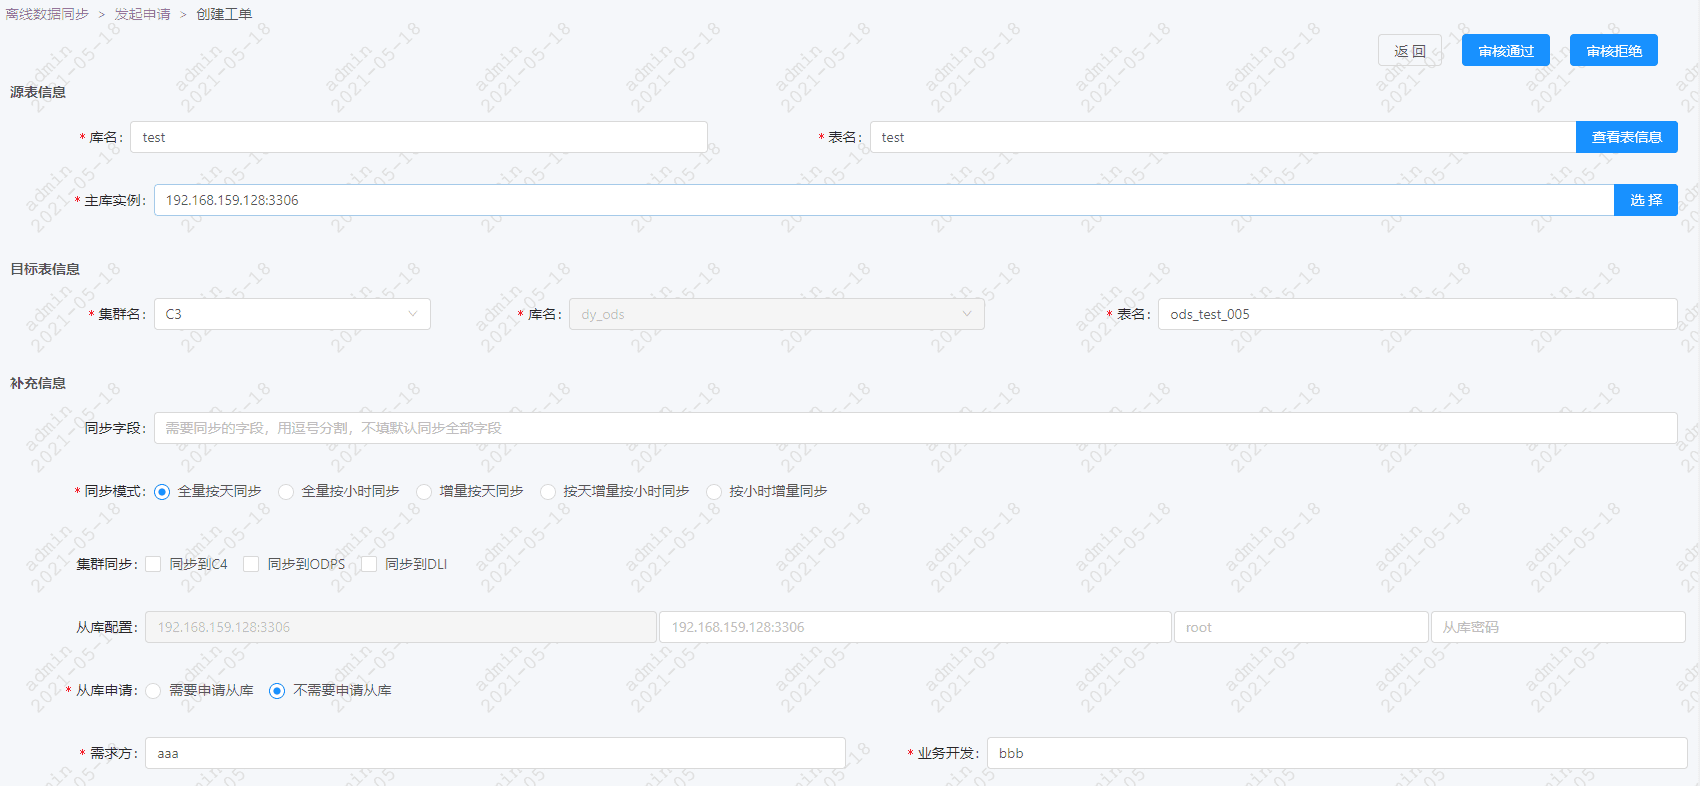 离线数据同步 > 发起申请 > 创建工单
返 回 审核通过 审核拒绝
源表信息
* 库名: test * 表名: test 查看表信息
* 主库实例: 192.168.159.128:3306 选 择
目标表信息
* 集群名: C3 * 库名: dy_ods * 表名: ods_test_005
补充信息
同步字段: 需要同步的字段，用逗号分割，不填默认同步全部字段
* 同步模式: 全量按天同步 全量按小时同步 增量按天同步 按天增量按小时同步 按小时增量同步
集群同步: 同步到C4 同步到ODPS 同步到DLI
从库配置: 192.168.159.128:3306 192.168.159.128:3306 root 从库密码
* 从库申请: 需要申请从库 不需要申请从库
* 需求方: aaa * 业务开发: bbb
admin
2021-05-18